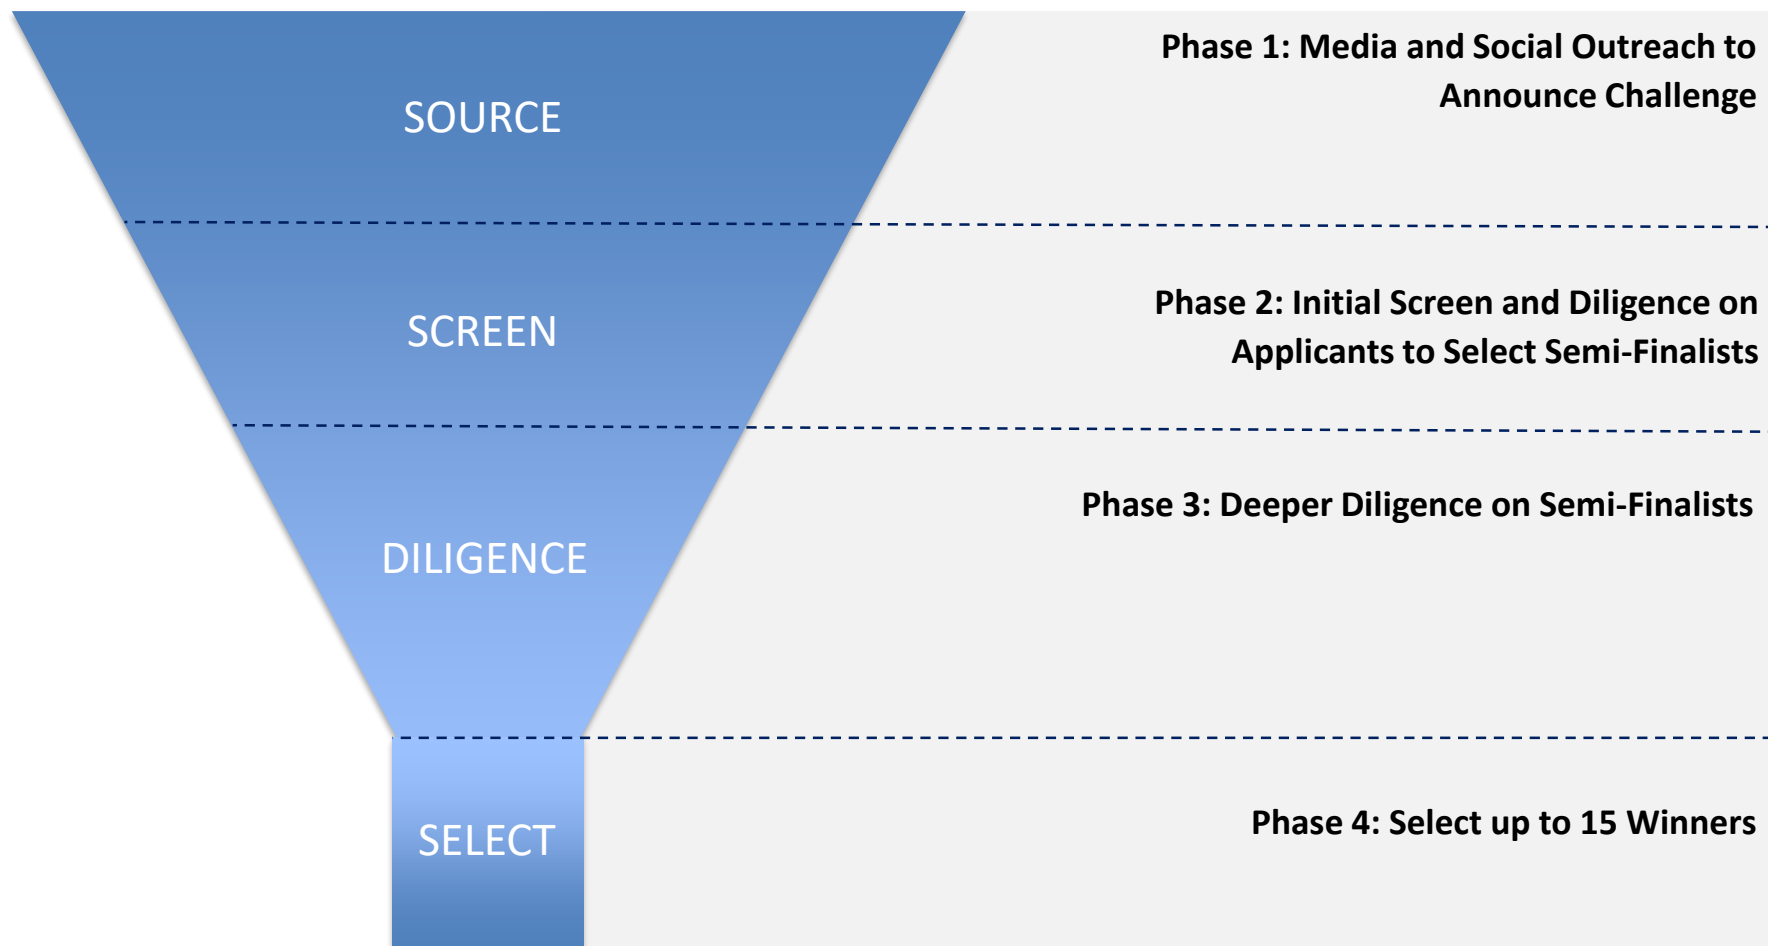 SOURCE
Phase 1: Media and Social Outreach to
Announce Challenge
SCREEN
Phase 2: Initial Screen and Diligence on
Applicants to Select Semi-Finalists
DILIGENCE
Phase 3: Deeper Diligence on Semi-Finalists
SELECT
Phase 4: Select up to 15 Winners